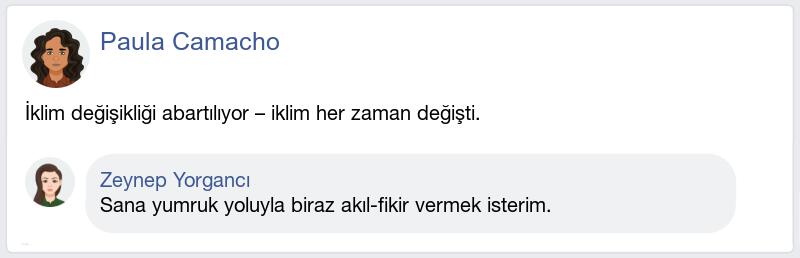 Paula Camacho
İklim değişikliği abartılıyor – iklim her zaman değişti.
Zeynep Yorgancı
Sana yumruk yoluyla biraz akıl-fikir vermek isterim.